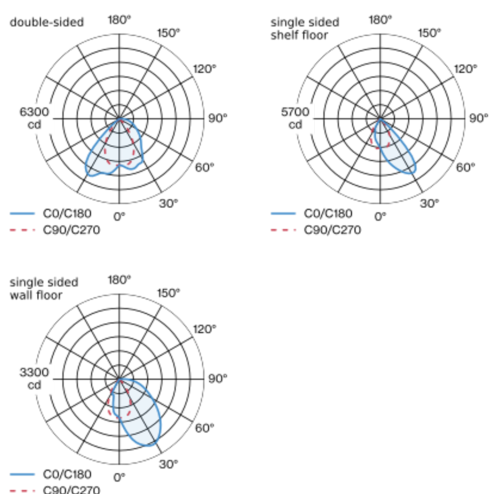 double-sided
180°
150°
120°
90°
60°
30°
0°
6300
cd
C0/C180
C90/C270
single sided
shelf floor
180°
150°
120°
90°
60°
30°
0°
5700
cd
C0/C180
C90/C270
single sided
wall floor
180°
150°
120°
90°
60°
30°
0°
3300
cd
C0/C180
C90/C270